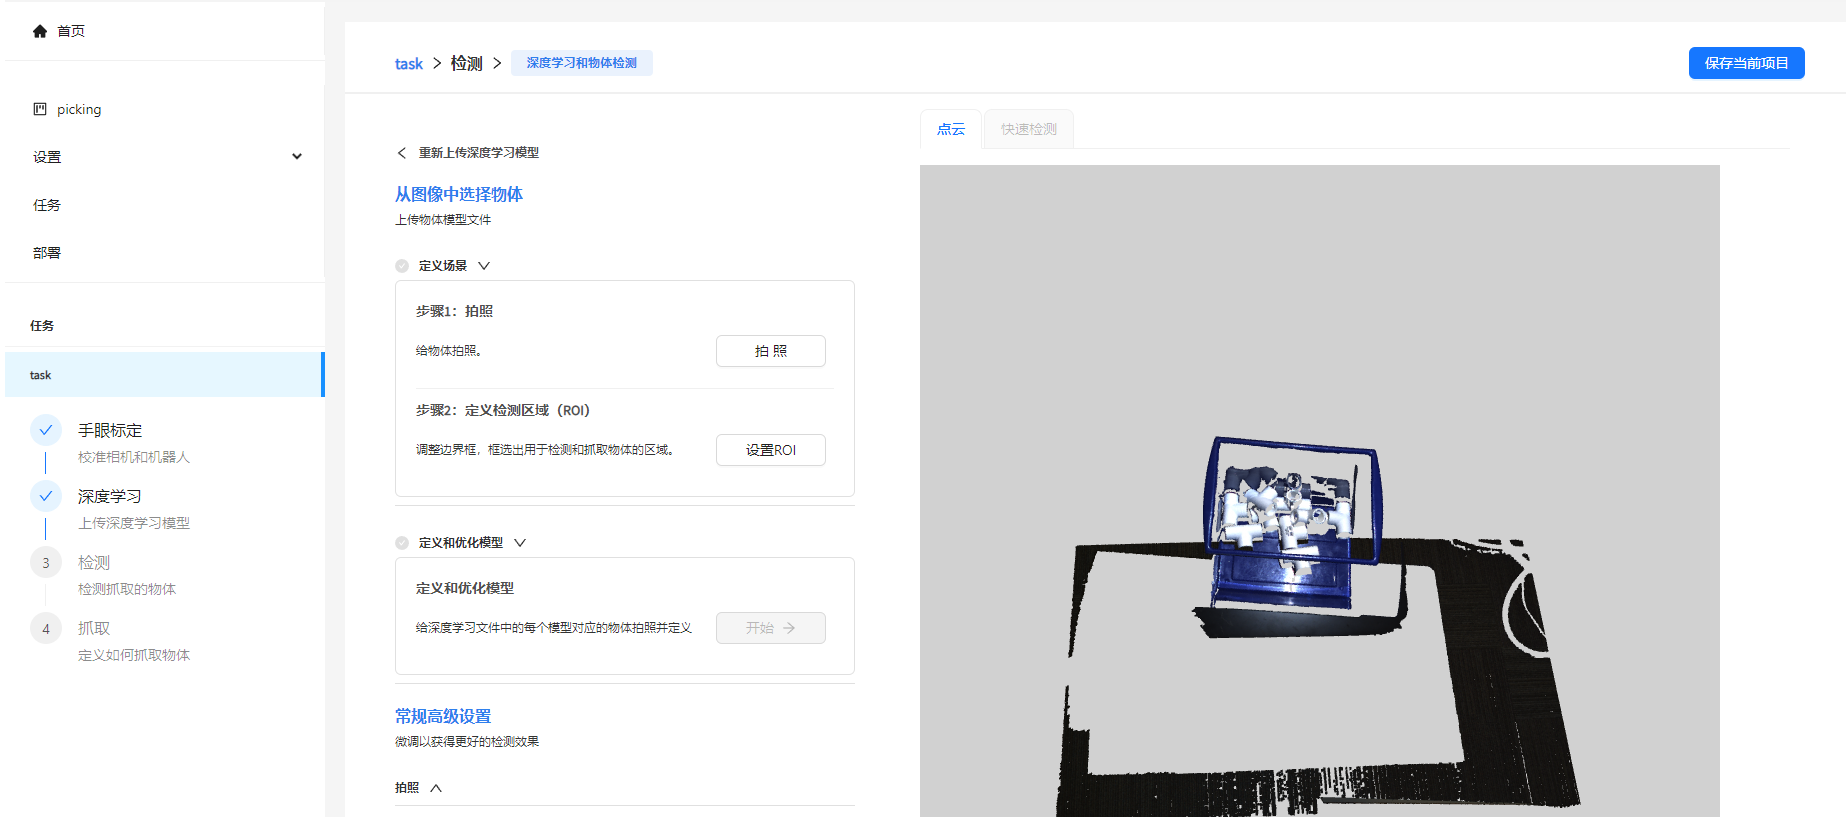 首页
picking
设置
任务
部署
任务
task
手眼标定
校准相机和机器人
深度学习
上传深度学习模型
3 检测
检测抓取的物体
4 抓取
定义如何抓取物体
task > 检测 > 深度学习和物体检测
保存当前项目
重新上传深度学习模型
从图像中选择物体
上传物体模型文件
定义场景
步骤1：拍照
给物体拍照。
拍 照
步骤2：定义检测区域（ROI）
调整边界框，框选出用于检测和抓取物体的区域。
设置ROI
定义和优化模型
定义和优化模型
给深度学习文件中的每个模型对应的物体拍照并定义
开始 →
常规高级设置
微调以获得更好的检测效果
拍照
点云
快速检测